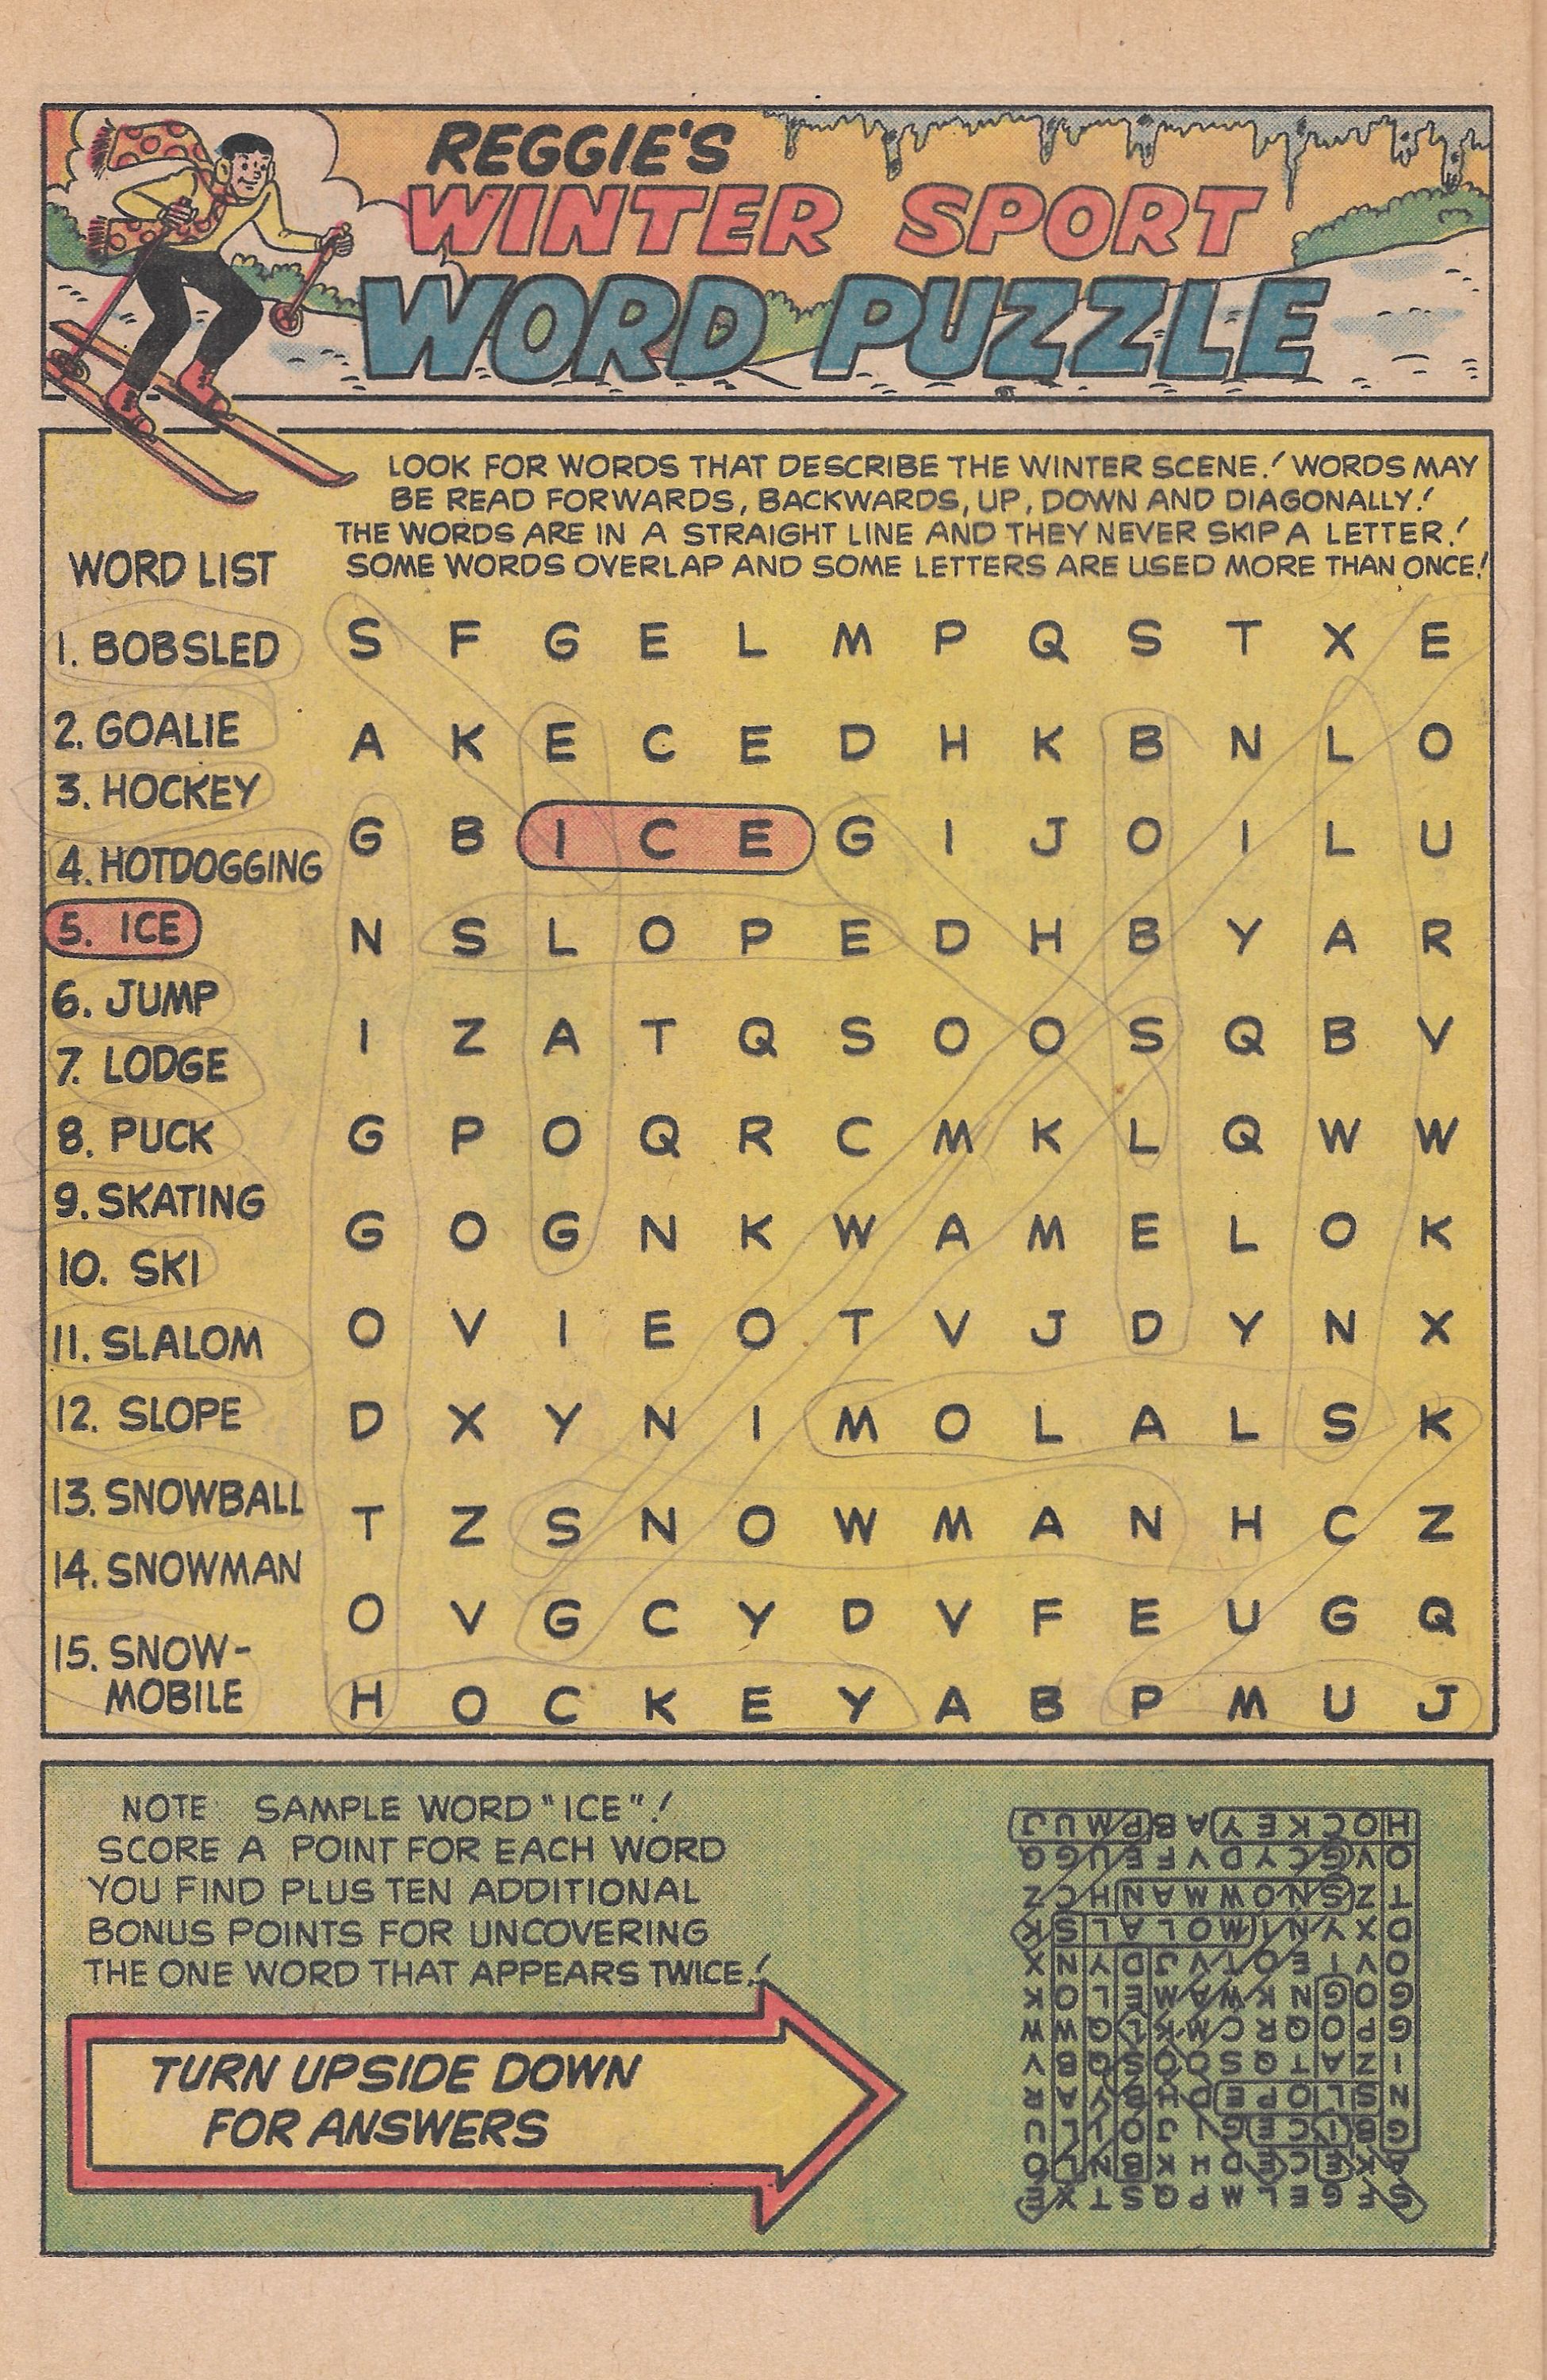 REGGIE'S
WINTER SPORT
WORD PUZZLE
LOOK FOR WORDS THAT DESCRIBE THE WINTER SCENE! WORDS MAY
BE READ FORWARDS, BACKWARDS, UP, DOWN AND DIAGONALLY!
THE WORDS ARE IN A STRAIGHT LINE AND THEY NEVER SKIP A LETTER!
SOME WORDS OVERLAP AND SOME LETTERS ARE USED MORE THAN ONCE!
WORD LIST
1. BOBSLED
2. GOALIE
3. HOCKEY
4. HOTDOGGING
5. ICE
6. JUMP
7. LODGE
8. PUCK
9. SKATING
10. SKI
11. SLALOM
12. SLOPE
13. SNOWBALL
14. SNOWMAN
15. SNOW-
MOBILE
S F G E L M P Q S T X E
A K E C E D H K B N L O
G B I C E G I J O I L U
N S L O P E D H B Y A R
I Z A T Q S O O S Q B V
G P O Q R C M K L Q W W
G O G N K W A M E L O K
O V I E O T V J D Y N X
D X Y N I M O L A L S K
T Z S N O W M A N H C Z
O V G C Y D V F E U G Q
H O C K E Y A B P M U J
NOTE SAMPLE WORD "ICE"!
SCORE A POINT FOR EACH WORD
YOU FIND PLUS TEN ADDITIONAL
BONUS POINTS FOR UNCOVERING
THE ONE WORD THAT APPEARS TWICE!
TURN UPSIDE DOWN
FOR ANSWERS
S F G E L M P Q S T X E
A K E C E D H K B N L O
G B I C E G I J O I L U
N S L O P E D H B Y A R
I Z A T Q S O O S Q B V
G P O Q R C M K L Q W W
G O G N K W A M E L O K
O V I E O T V J D Y N X
D X Y N I M O L A L S K
T Z S N O W M A N H C Z
O V G C Y D V F E U G Q
H O C K E Y A B P M U J